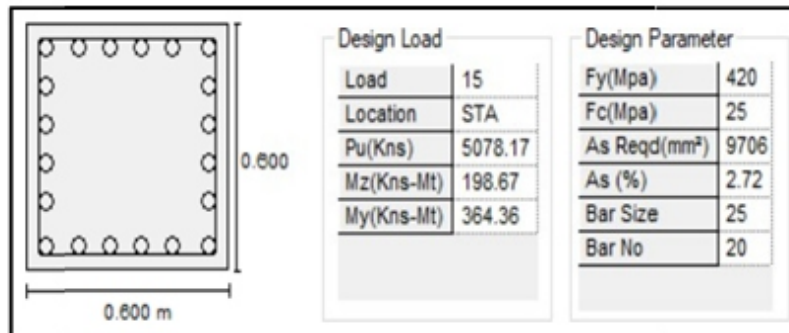 0.600
0.600 m
Design Load
Load 15
Location STA
Pu(Kns) 5078.17
Mz(Kns-Mt) 198.67
My(Kns-Mt) 364.36
Design Parameter
Fy(Mpa) 420
Fc(Mpa) 25
As Reqd(mm²) 9706
As (%) 2.72
Bar Size 25
Bar No 20